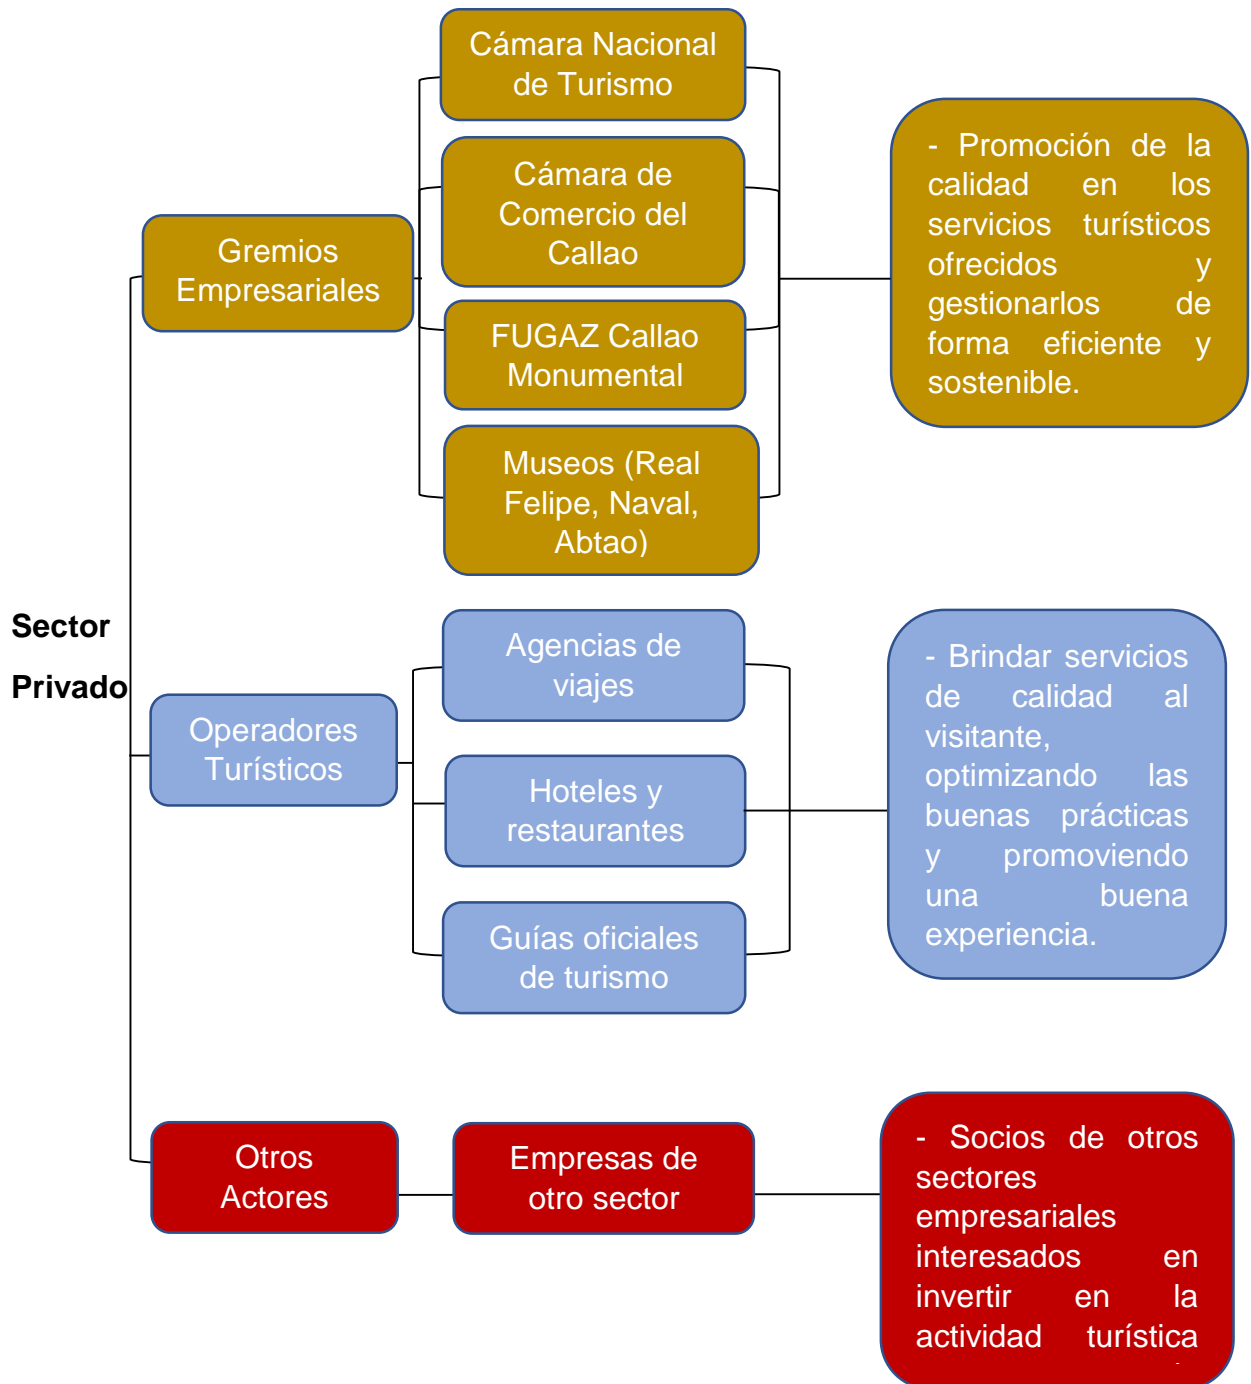 Sector
Privado
Gremios
Empresariales
Cámara Nacional
de Turismo
Cámara de
Comercio del
Callao
FUGAZ Callao
Monumental
Museos (Real
Felipe, Naval,
Abtao)
- Promoción de la
calidad en los
servicios turísticos
ofrecidos y
gestionarlos de
forma eficiente y
sostenible.
Operadores
Turísticos
Agencias de
viajes
Hoteles y
restaurantes
Guías oficiales
de turismo
- Brindar servicios
de calidad al
visitante,
optimizando las
buenas prácticas
y promoviendo
una buena
experiencia.
Otros
Actores
Empresas de
otro sector
- Socios de otros
sectores
empresariales
interesados en
invertir en la
actividad turística